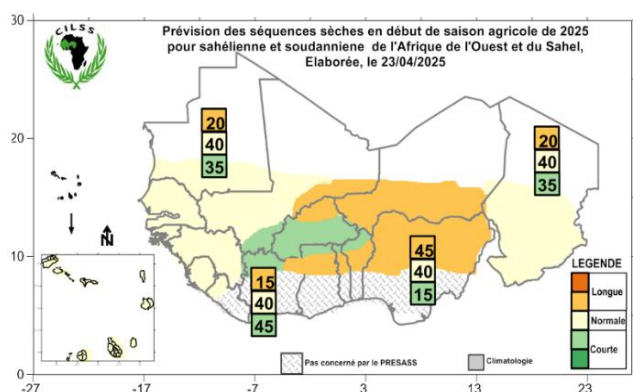 CILSS
Prévision des séquences sèches en début de saison agricole de 2025
pour sahélienne et soudanniene de l'Afrique de l'Ouest et du Sahel,
Elaborée, le 23/04/2025
30
20
10
0
20
40
35
20
40
35
45
40
15
15
40
45
N
LEGENDE
Longue
Normale
Courte
Pas concerné par le PRESASS
Climatologie
-27
-17
-7
3
13
23